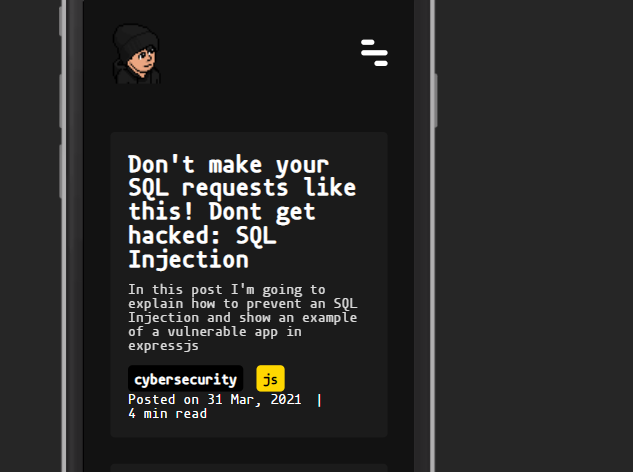 Don't make your
SQL requests like
this! Dont get
hacked: SQL
Injection
In this post I'm going to
explain how to prevent an SQL
Injection and show an example
of a vulnerable app in
expressjs
cybersecurity js
Posted on 31 Mar, 2021 |
4 min read